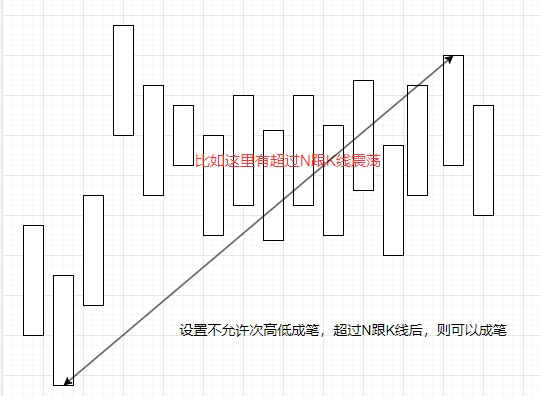 比如这里有超过N跟K线震荡
设置不允许次高低成笔，超过N跟K线后，则可以成笔